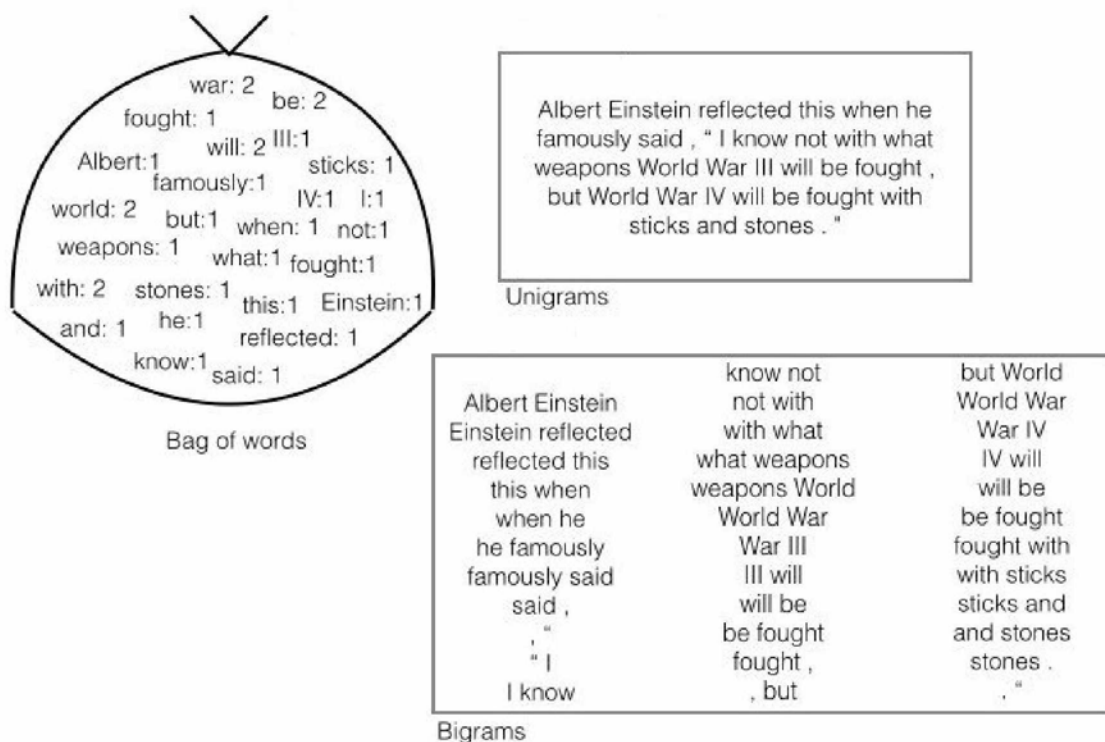 war: 2
be: 2
fought: 1
will: 2
III:1
Albert:1
sticks: 1
famously:1
IV:1
I:1
world: 2
but:1
when: 1
not:1
weapons: 1
what:1
fought:1
with: 2
stones: 1
this:1
Einstein:1
and: 1
he:1
reflected: 1
know:1
said: 1
Bag of words
Albert Einstein reflected this when he
famously said , “ I know not with what
weapons World War III will be fought ,
but World War IV will be fought with
sticks and stones . “
Unigrams
Albert Einstein
Einstein reflected
reflected this
this when
when he
he famously
famously said
said ,
, “
“ I
I know
know not
not with
with what
what weapons
weapons World
World War
War III
III will
will be
be fought
fought ,
, but
but World
World War
War IV
IV will
will be
be fought
fought with
with sticks
sticks and
and stones
stones .
. “
Bigrams